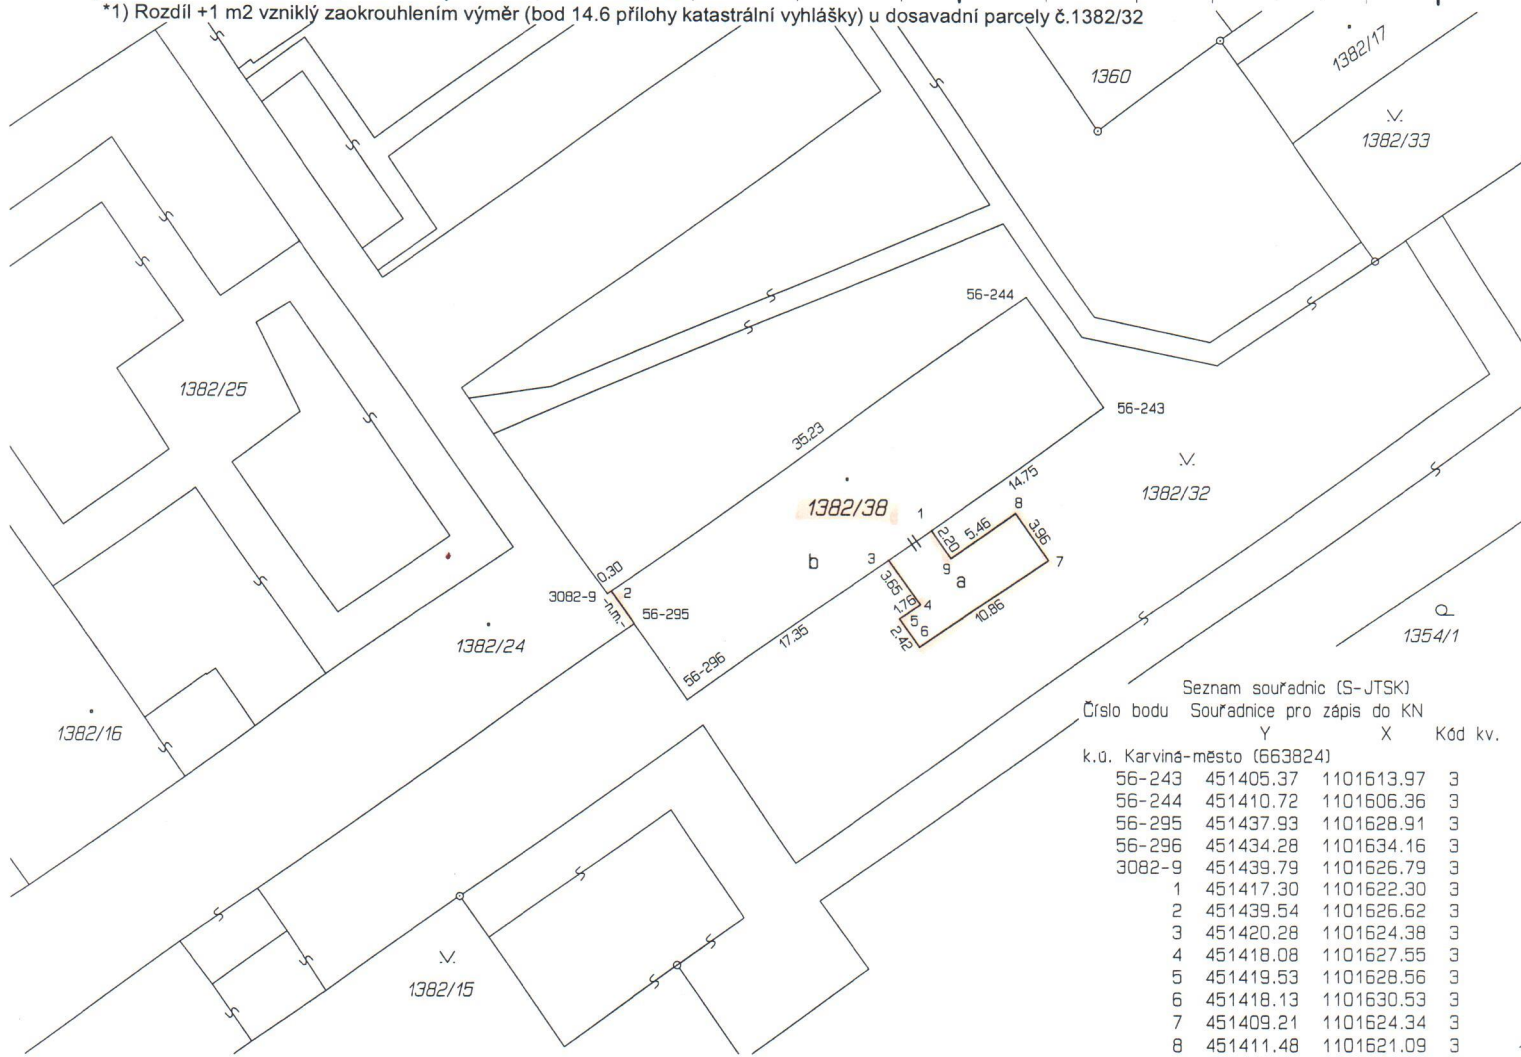 *1) Rozdíl +1 m2 vzniklý zaokrouhlením výměr (bod 14.6 přílohy katastrální vyhlášky) u dosavadní parcely č.1382/32
1360
1382/17
1382/33
56-244
1382/25
56-243
35.23
14.75
1382/32
1382/38
1
8
2.20
5.46
3.96
b
3
9
a
7
0.30
3082-9
2
-n.m.-
56-295
3.65
1.76
4
5
6
2.42
10.86
17.35
56-296
1382/24
1354/1
1382/16
1382/15
Seznam souřadnic (S-JTSK)
Číslo bodu Souřadnice pro zápis do KN
Y X Kód kv.
k.ú. Karviná-město (663824)
56-243 451405.37 1101613.97 3
56-244 451410.72 1101606.36 3
56-295 451437.93 1101628.91 3
56-296 451434.28 1101634.16 3
3082-9 451439.79 1101626.79 3
1 451417.30 1101622.30 3
2 451439.54 1101626.62 3
3 451420.28 1101624.38 3
4 451418.08 1101627.55 3
5 451419.53 1101628.56 3
6 451418.13 1101630.53 3
7 451409.21 1101624.34 3
8 451411.48 1101621.09 3